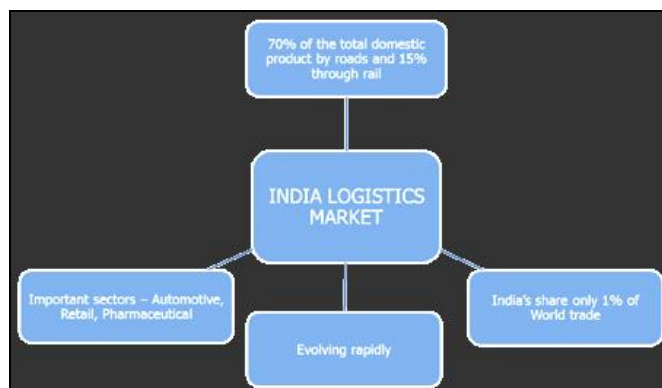 70% of the total domestic
product by roads and 15%
through rail
INDIA LOGISTICS
MARKET
Important sectors – Automotive,
Retail, Pharmaceutical
Evolving rapidly
India's share only 1% of
World trade